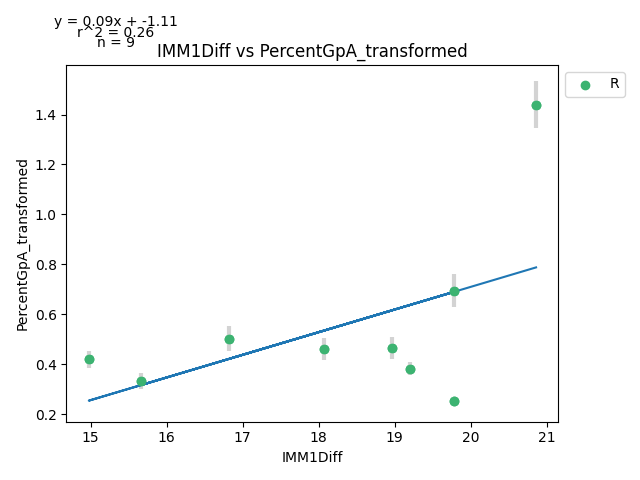 y = 0.09x + -1.11
r^2 = 0.26
n = 9
IMM1Diff vs PercentGpA_transformed
R
PercentGpA_transformed
1.4
1.2
1.0
0.8
0.6
0.4
0.2
15 16 17 18 19 20 21
IMM1Diff